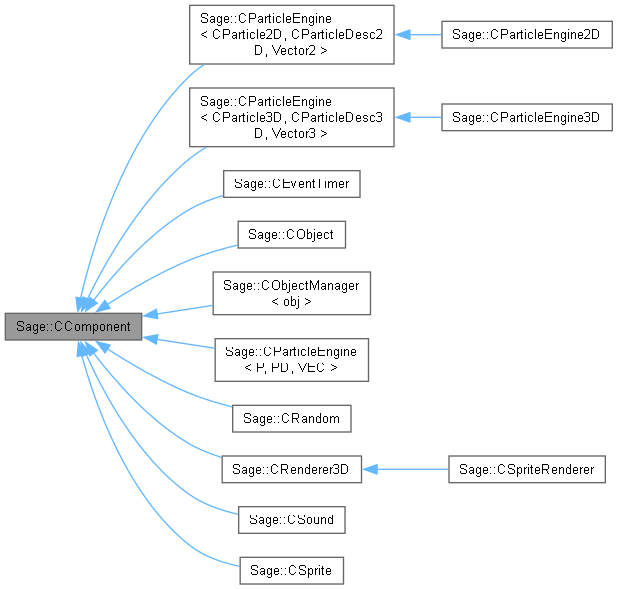 Sage::CParticleEngine
< CParticle2D, CParticleDesc2
D, Vector2 >
Sage::CParticleEngine2D
Sage::CParticleEngine
< CParticle3D, CParticleDesc3
D, Vector3 >
Sage::CParticleEngine3D
Sage::CEventTimer
Sage::CObject
Sage::CObjectManager
< obj >
Sage::CComponent
Sage::CParticleEngine
< P, PD, VEC >
Sage::CRandom
Sage::CRenderer3D
Sage::CSpriteRenderer
Sage::CSound
Sage::CSprite